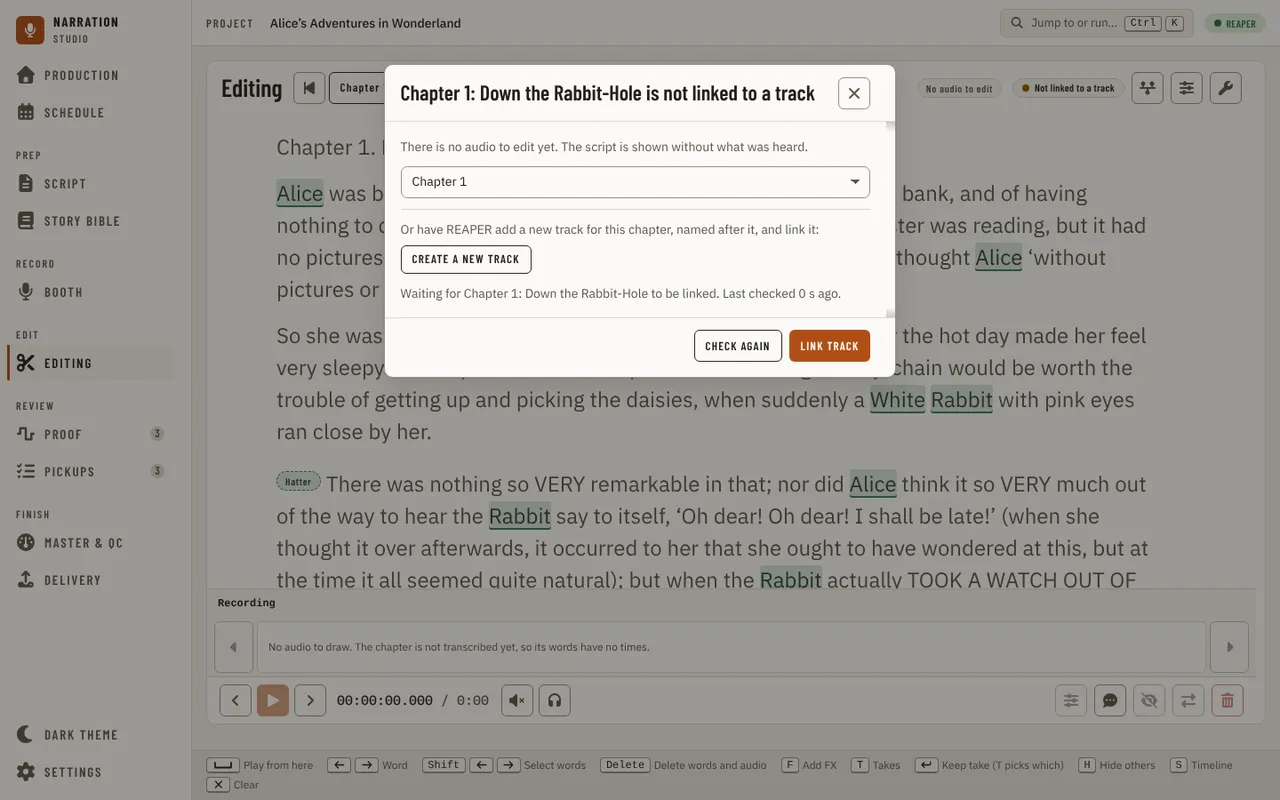 NARRATION
STUDIO
PRODUCTION
SCHEDULE
PREP
SCRIPT
STORY BIBLE
RECORD
BOOTH
EDIT
EDITING
REVIEW
PROOF 3
PICKUPS 3
FINISH
MASTER & QC
DELIVERY
DARK THEME
SETTINGS
PROJECT Alice's Adventures in Wonderland
Jump to or run... Ctrl K
REAPER
Editing
Chapter
No audio to edit
Not linked to a track
Chapter 1: Down the Rabbit-Hole is not linked to a track
There is no audio to edit yet. The script is shown without what was heard.
Chapter 1
Or have REAPER add a new track for this chapter, named after it, and link it:
CREATE A NEW TRACK
Waiting for Chapter 1: Down the Rabbit-Hole to be linked. Last checked 0 s ago.
CHECK AGAIN
LINK TRACK
Chapter 1.
Alice was b bank, and of having
nothing to ter was reading, but it had
no pictures thought Alice ‘without
pictures or
So she was the hot day made her feel
very sleepy chain would be worth the
trouble of getting up and picking the daisies, when suddenly a White Rabbit with pink eyes
ran close by her.
Hatter There was nothing so VERY remarkable in that; nor did Alice think it so VERY much out
of the way to hear the Rabbit say to itself, ‘Oh dear! Oh dear! I shall be late!’ (when she
thought it over afterwards, it occurred to her that she ought to have wondered at this, but at
the time it all seemed quite natural); but when the Rabbit actually TOOK A WATCH OUT OF
Recording
No audio to draw. The chapter is not transcribed yet, so its words have no times.
00:00:00.000 / 0:00
Play from here Word Shift Select words Delete Delete words and audio F Add FX T Takes Keep take (T picks which) H Hide others S Timeline
Clear